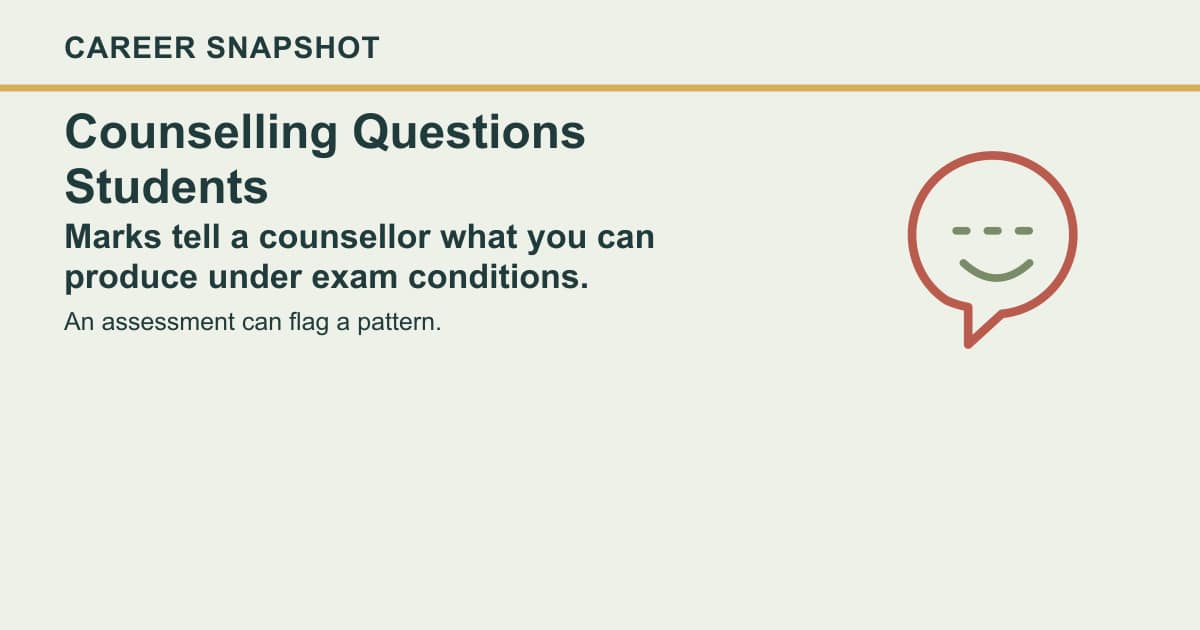 CAREER SNAPSHOT
Counselling Questions
Students
Marks tell a counsellor what you can
produce under exam conditions.
An assessment can flag a pattern.